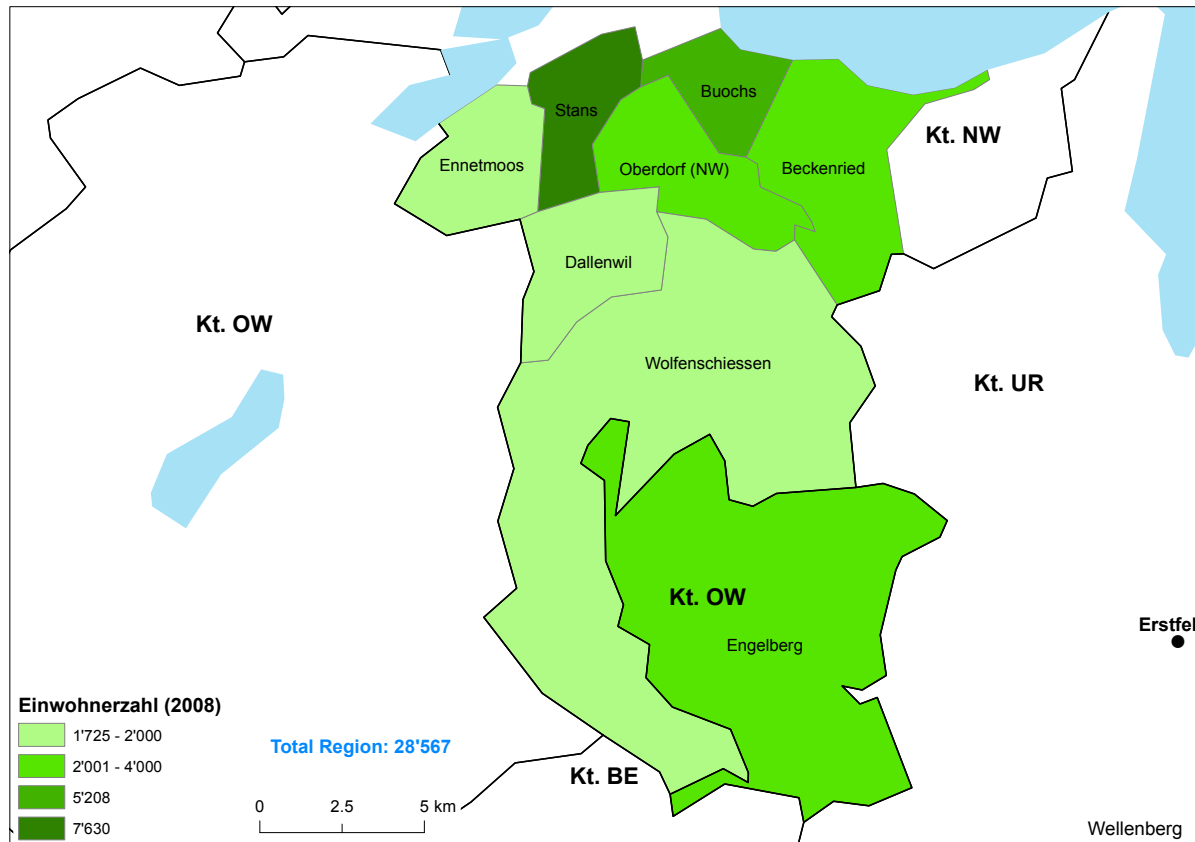 Stans
Buochs
Kt. NW
Ennetmoos
Oberdorf (NW)
Beckenried
Dallenwil
Kt. OW
Wolfenschiessen
Kt. UR
Kt. OW
Erstfel
Engelberg
Einwohnerzahl (2008)
1'725 - 2'000
2'001 - 4'000
5'208
7'630
Total Region: 28'567
Kt. BE
0 2.5 5 km
Wellenberg